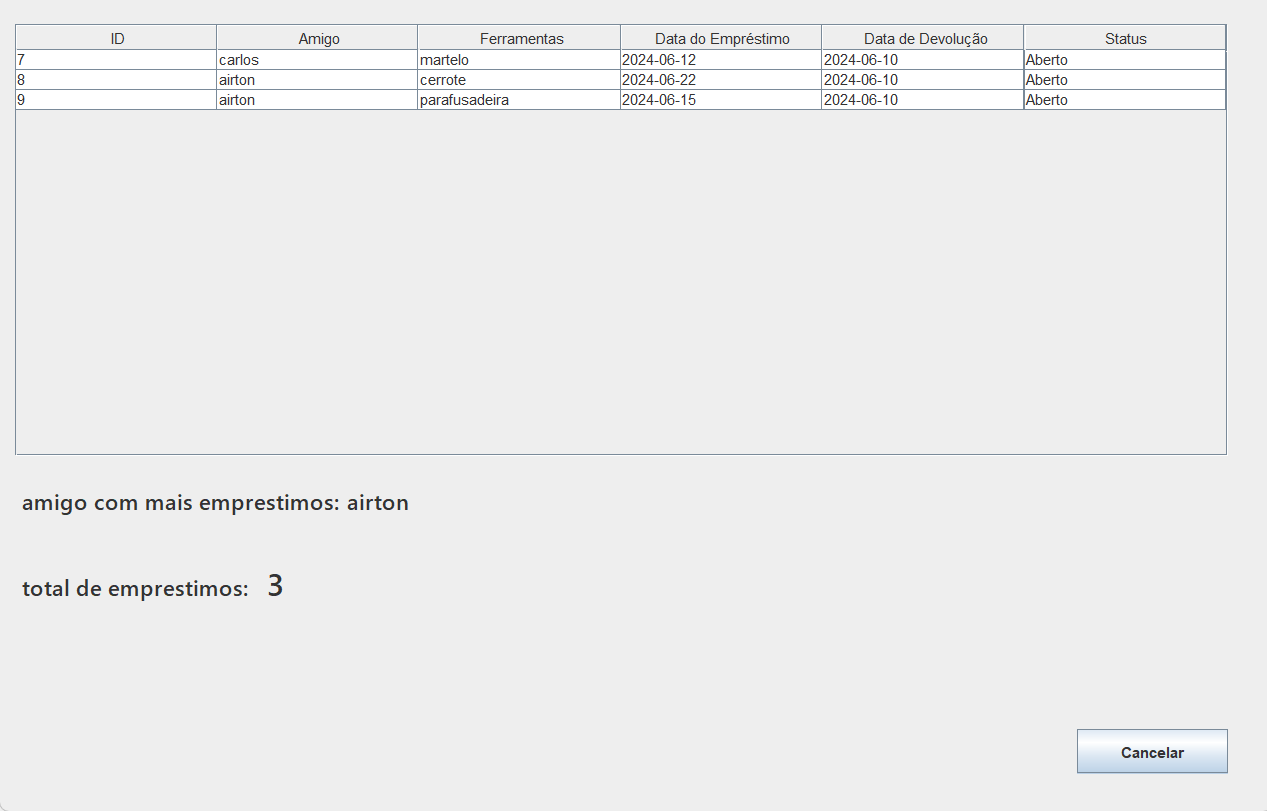 ID Amigo Ferramentas Data do Empréstimo Data de Devolução Status
7 carlos martelo 2024-06-12 2024-06-10 Aberto
8 airton cerrote 2024-06-22 2024-06-10 Aberto
9 airton parafusadeira 2024-06-15 2024-06-10 Aberto
amigo com mais emprestimos: airton
total de emprestimos: 3
Cancelar